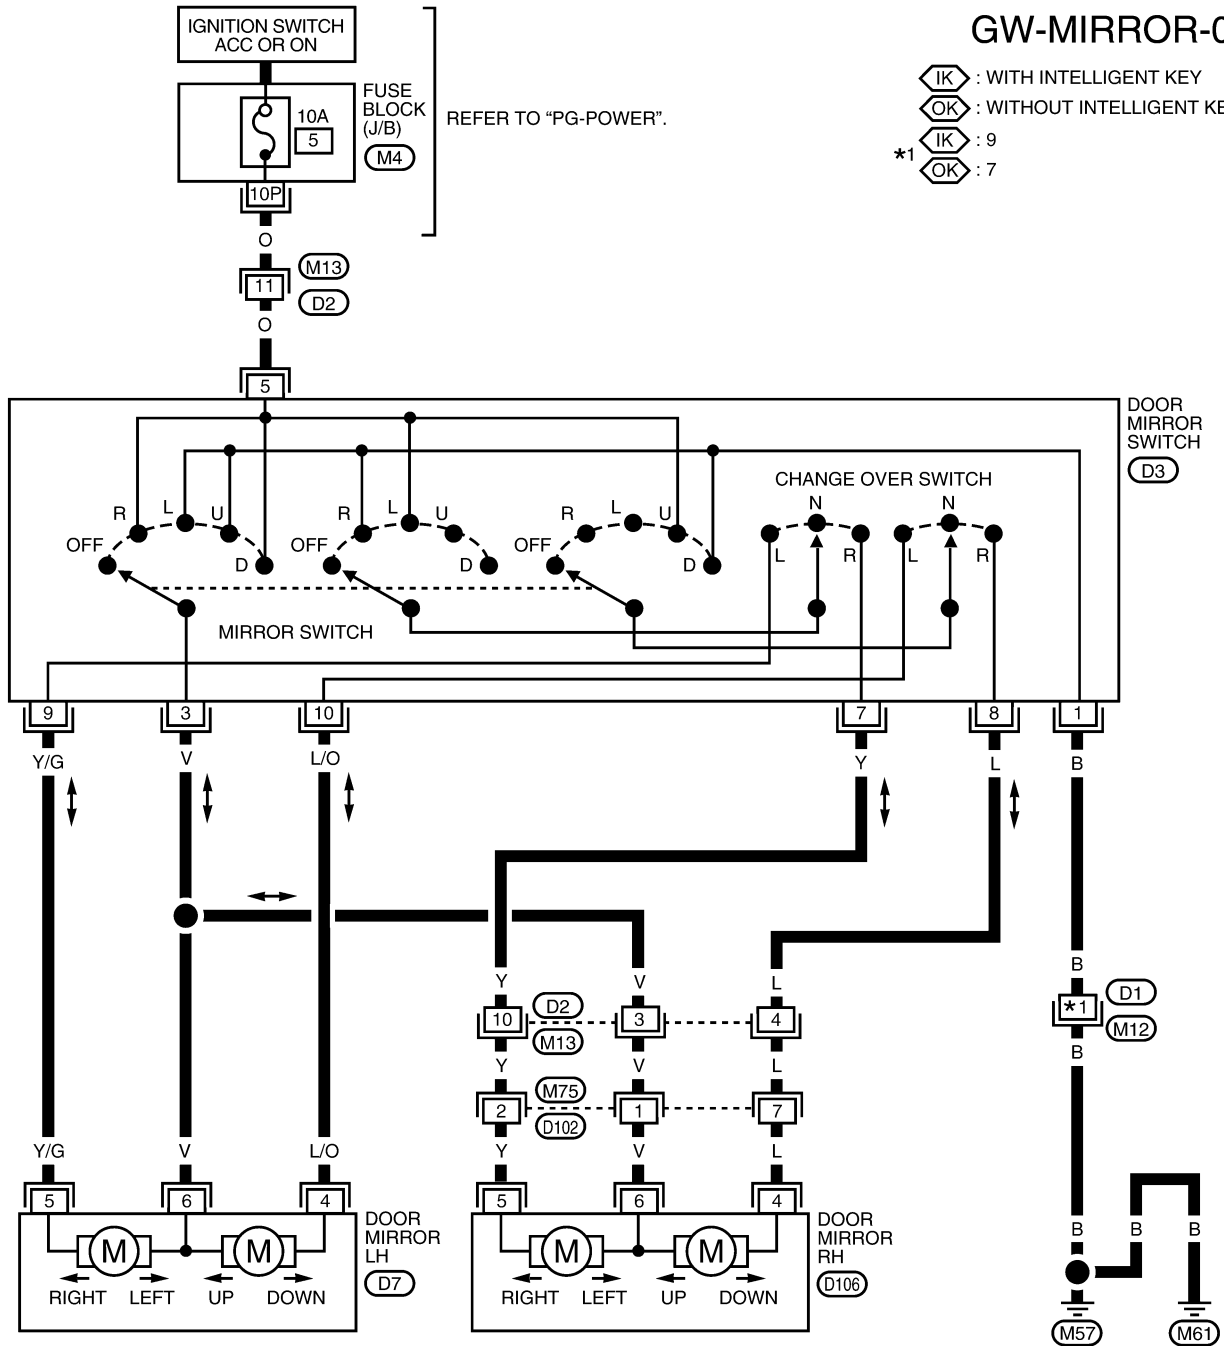 GW-MIRROR-0
IGNITION SWITCH
ACC OR ON
FUSE
BLOCK
(J/B)
M4
10A
5
10P
REFER TO “PG-POWER”.
IK : WITH INTELLIGENT KEY
OK : WITHOUT INTELLIGENT KE
*1 IK : 9
OK : 7
O
11
M13
D2
O
5
DOOR
MIRROR
SWITCH
D3
CHANGE OVER SWITCH
OFF R L U D
OFF R L U D
OFF R L U D
L N R
L N R
MIRROR SWITCH
9 3 10 7 8 1
Y/G V L/O Y L B
Y V L B
10 D2 3 4 *1 D1
M13 M12
Y V L B
2 M75 1 7
D102
Y/G V L/O Y V L
5 6 4 5 6 4
M M
DOOR
MIRROR
LH
D7
RIGHT LEFT UP DOWN
M M
DOOR
MIRROR
RH
D106
RIGHT LEFT UP DOWN
B B B
M57 M61